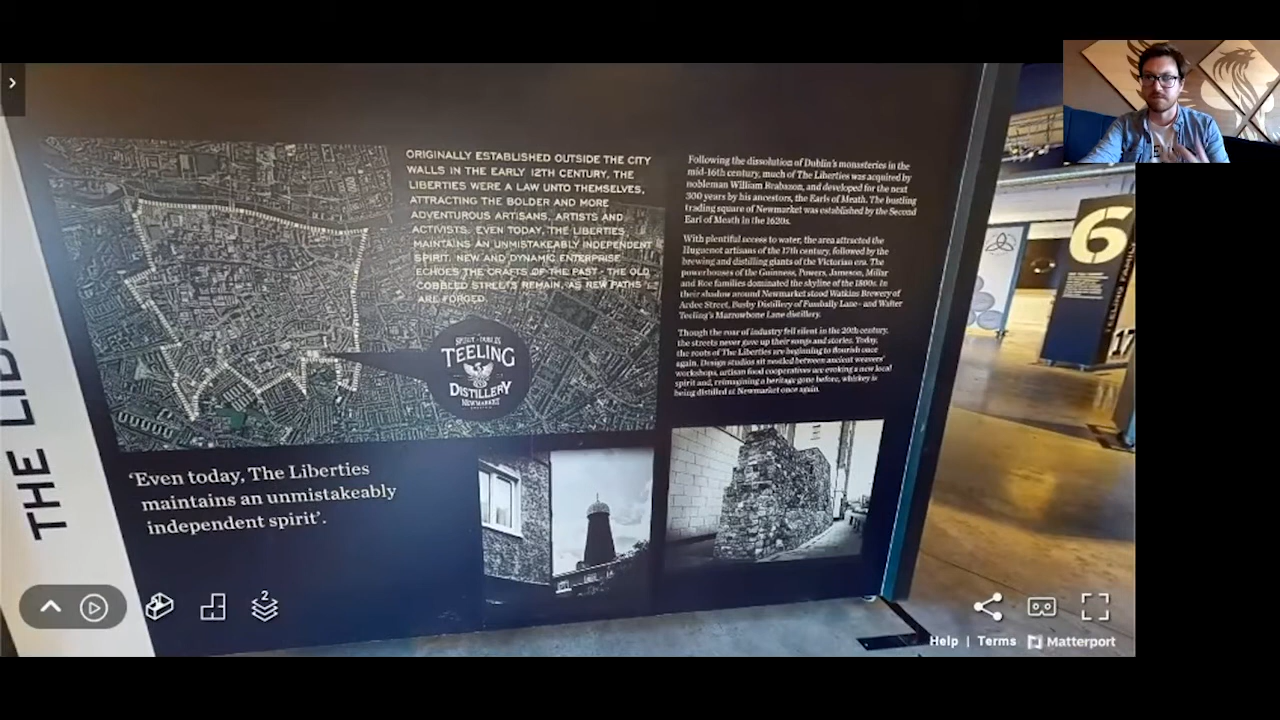 THE LIBE
ORIGINALLY ESTABLISHED OUTSIDE THE CITY
WALLS IN THE EARLY 12TH CENTURY, THE
LIBERTIES WERE A LAW UNTO THEMSELVES,
ATTRACTING THE BOLDER AND MORE
ADVENTUROUS ARTISANS, ARTISTS AND
ACTIVISTS. EVEN TODAY, THE LIBERTIES
MAINTAINS AN UNMISTAKEABLY INDEPENDENT
SPIRIT. NEW AND DYNAMIC ENTERPRISE
ECHOES THE CRAFTS OF THE PAST - THE OLD
COBBLED STREETS REMAIN, AS NEW PATHS
ARE FORGED.
SPIRIT OF DUBLIN
TEELING
DISTILLERY
NEWMARKET
'Even today, The Liberties
maintains an unmistakeably
independent spirit'.
Following the dissolution of Dublin's monasteries in the
mid-16th century, much of The Liberties was acquired by
nobleman William Brabazon, and developed for the next
300 years by his ancestors, the Earls of Meath. The bustling
trading square of Newmarket was established by the Second
Earl of Meath in the 1620s.
With plentiful access to water, the area attracted the
Huguenot artisans of the 17th century, followed by the
brewing and distilling giants of the Victorian era. The
powerhouses of the Guinness, Powers, Jameson, Millar
and Roe families dominated the skyline of the 1800s. In
their shadow around Newmarket stood Watkins Brewery of
Ardee Street, Busby Distillery of Fumbally Lane- and Walter
Teeling's Marrowbone Lane distillery.
Though the roar of industry fell silent in the 20th century,
the streets never gave up their songs and stories. Today,
the roots of The Liberties are beginning to flourish once
again. Design studios sit nestled between ancient weavers'
workshops, artisan food cooperatives are evoking a new local
spirit and, reimagining a heritage gone before, whiskey is
being distilled at Newmarket once again.
6
TEELING FAMILY
17
2
Help | Terms Matterport